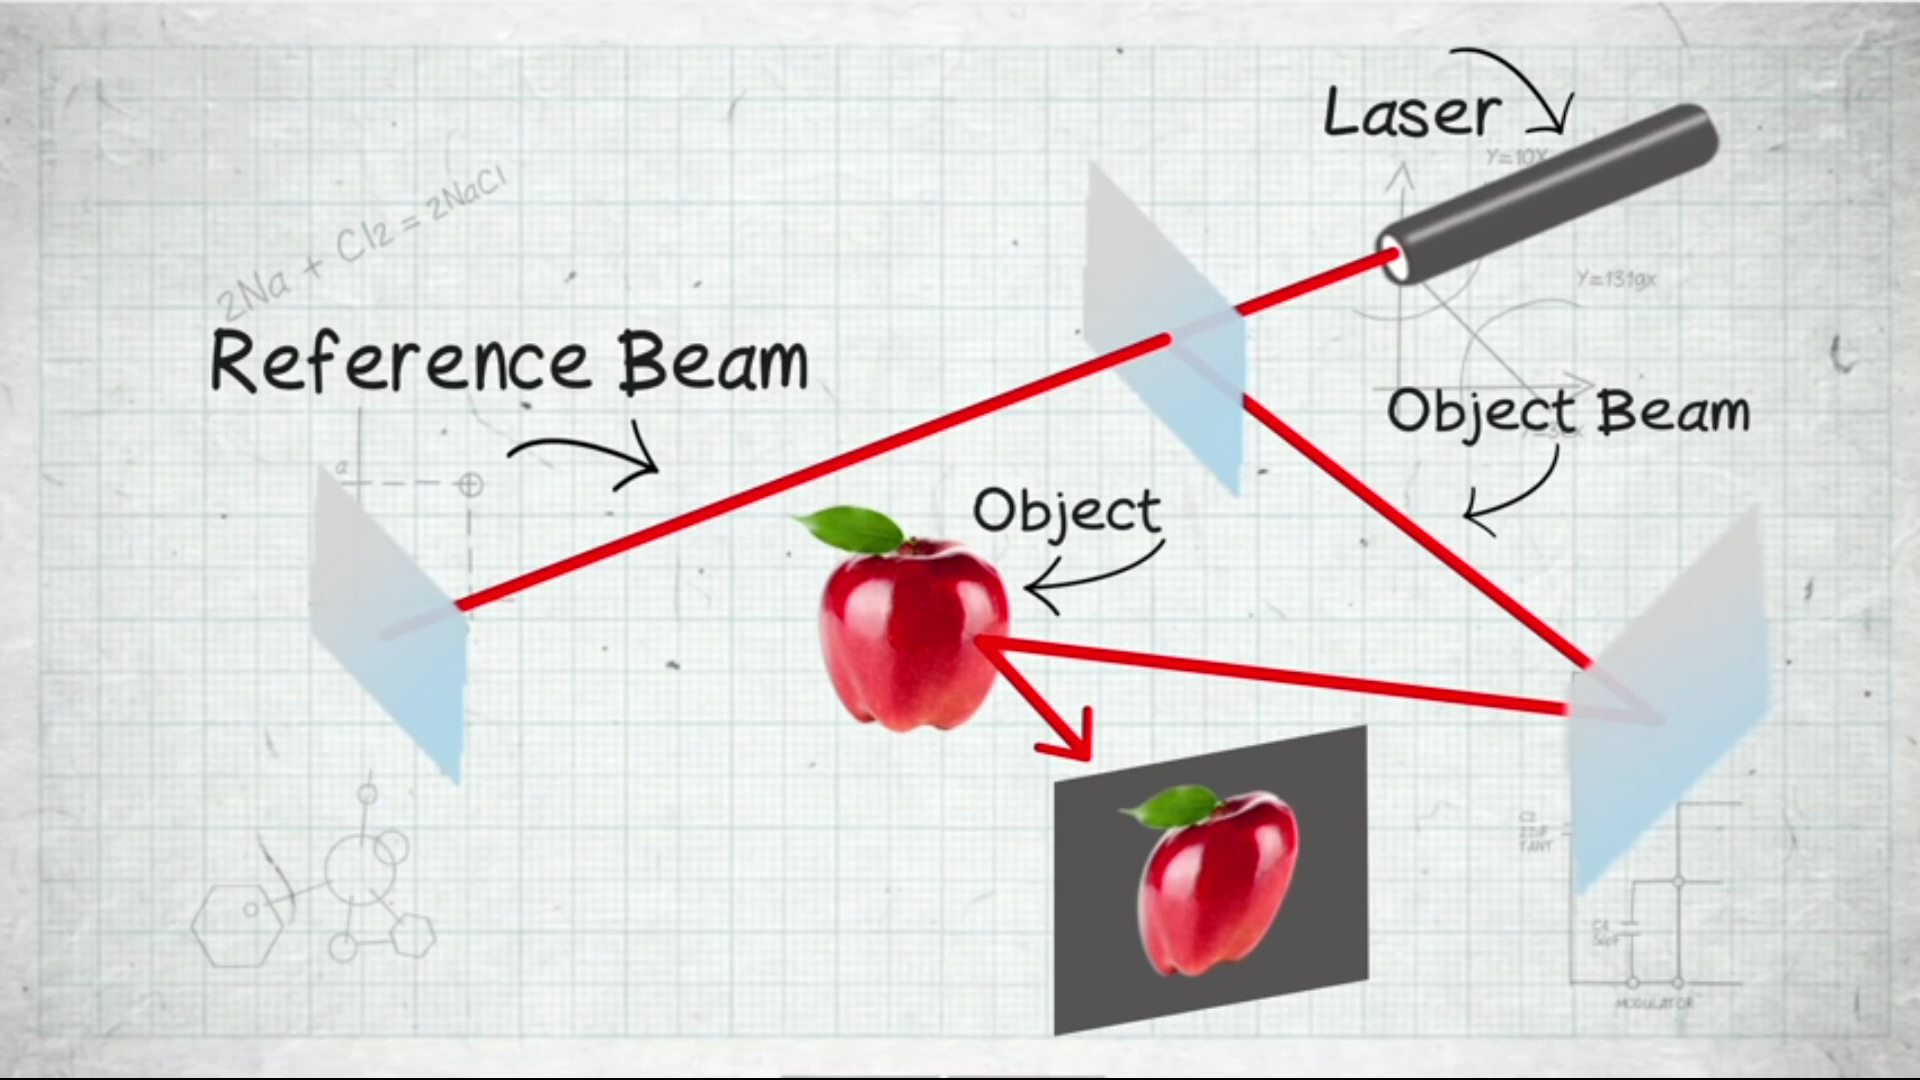 Laser
Y=10X
2Na + Cl2 = 2NaCl
Y=131gx
Reference Beam
Object Beam
a
Object
MODULATOR